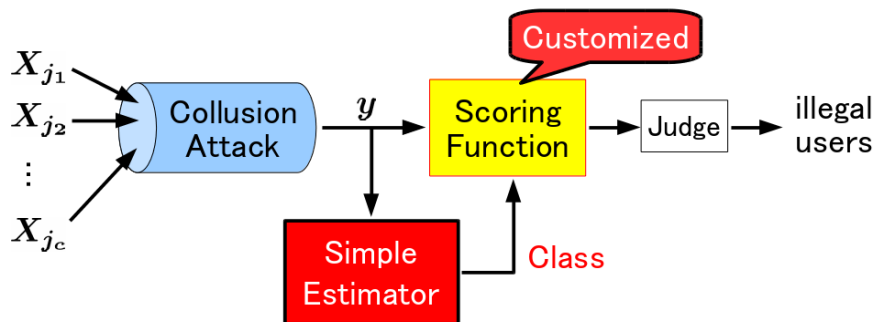 Customized
X_{j_1}
X_{j_2}
⋮
X_{j_c}
Collusion
Attack
y
Scoring
Function
Judge
illegal
users
Simple
Estimator
Class